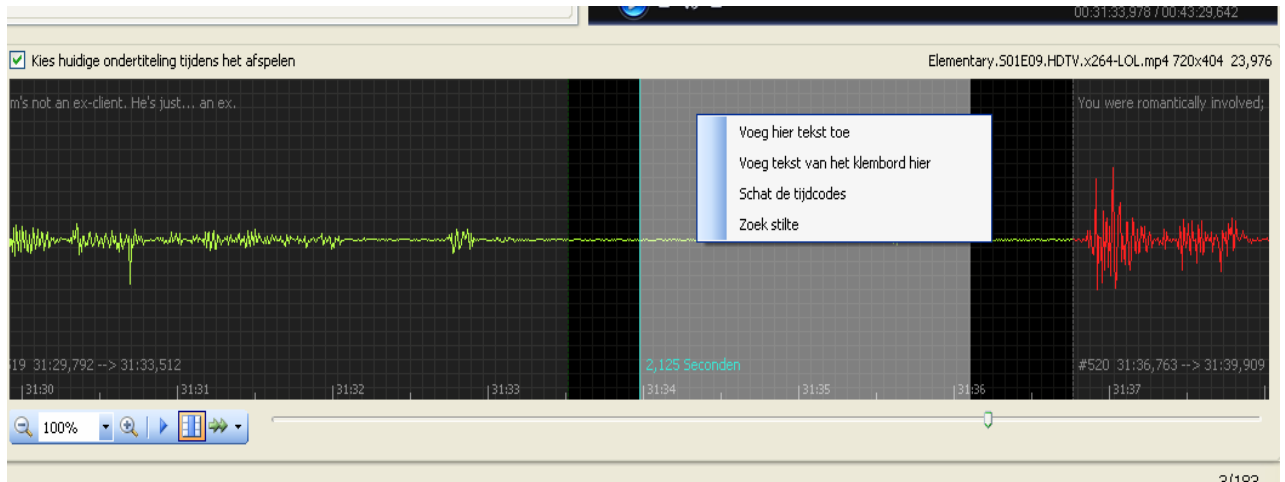 00:31:33,978 / 00:43:29,642
Kies huidige ondertiteling tijdens het afspelen
Elementary.S01E09.HDTV.x264-LOL.mp4 720x404 23,976
m's not an ex-client. He's just... an ex.
You were romantically involved;
Voeg hier tekst toe
Voeg tekst van het klembord hier
Schat de tijdcodes
Zoek stilte
19 31:29,792 --> 31:33,512
2,125 Seconden
#520 31:36,763 --> 31:39,909
31:30 31:31 31:32 31:33 31:34 31:35 31:36 31:37
100%
3/193